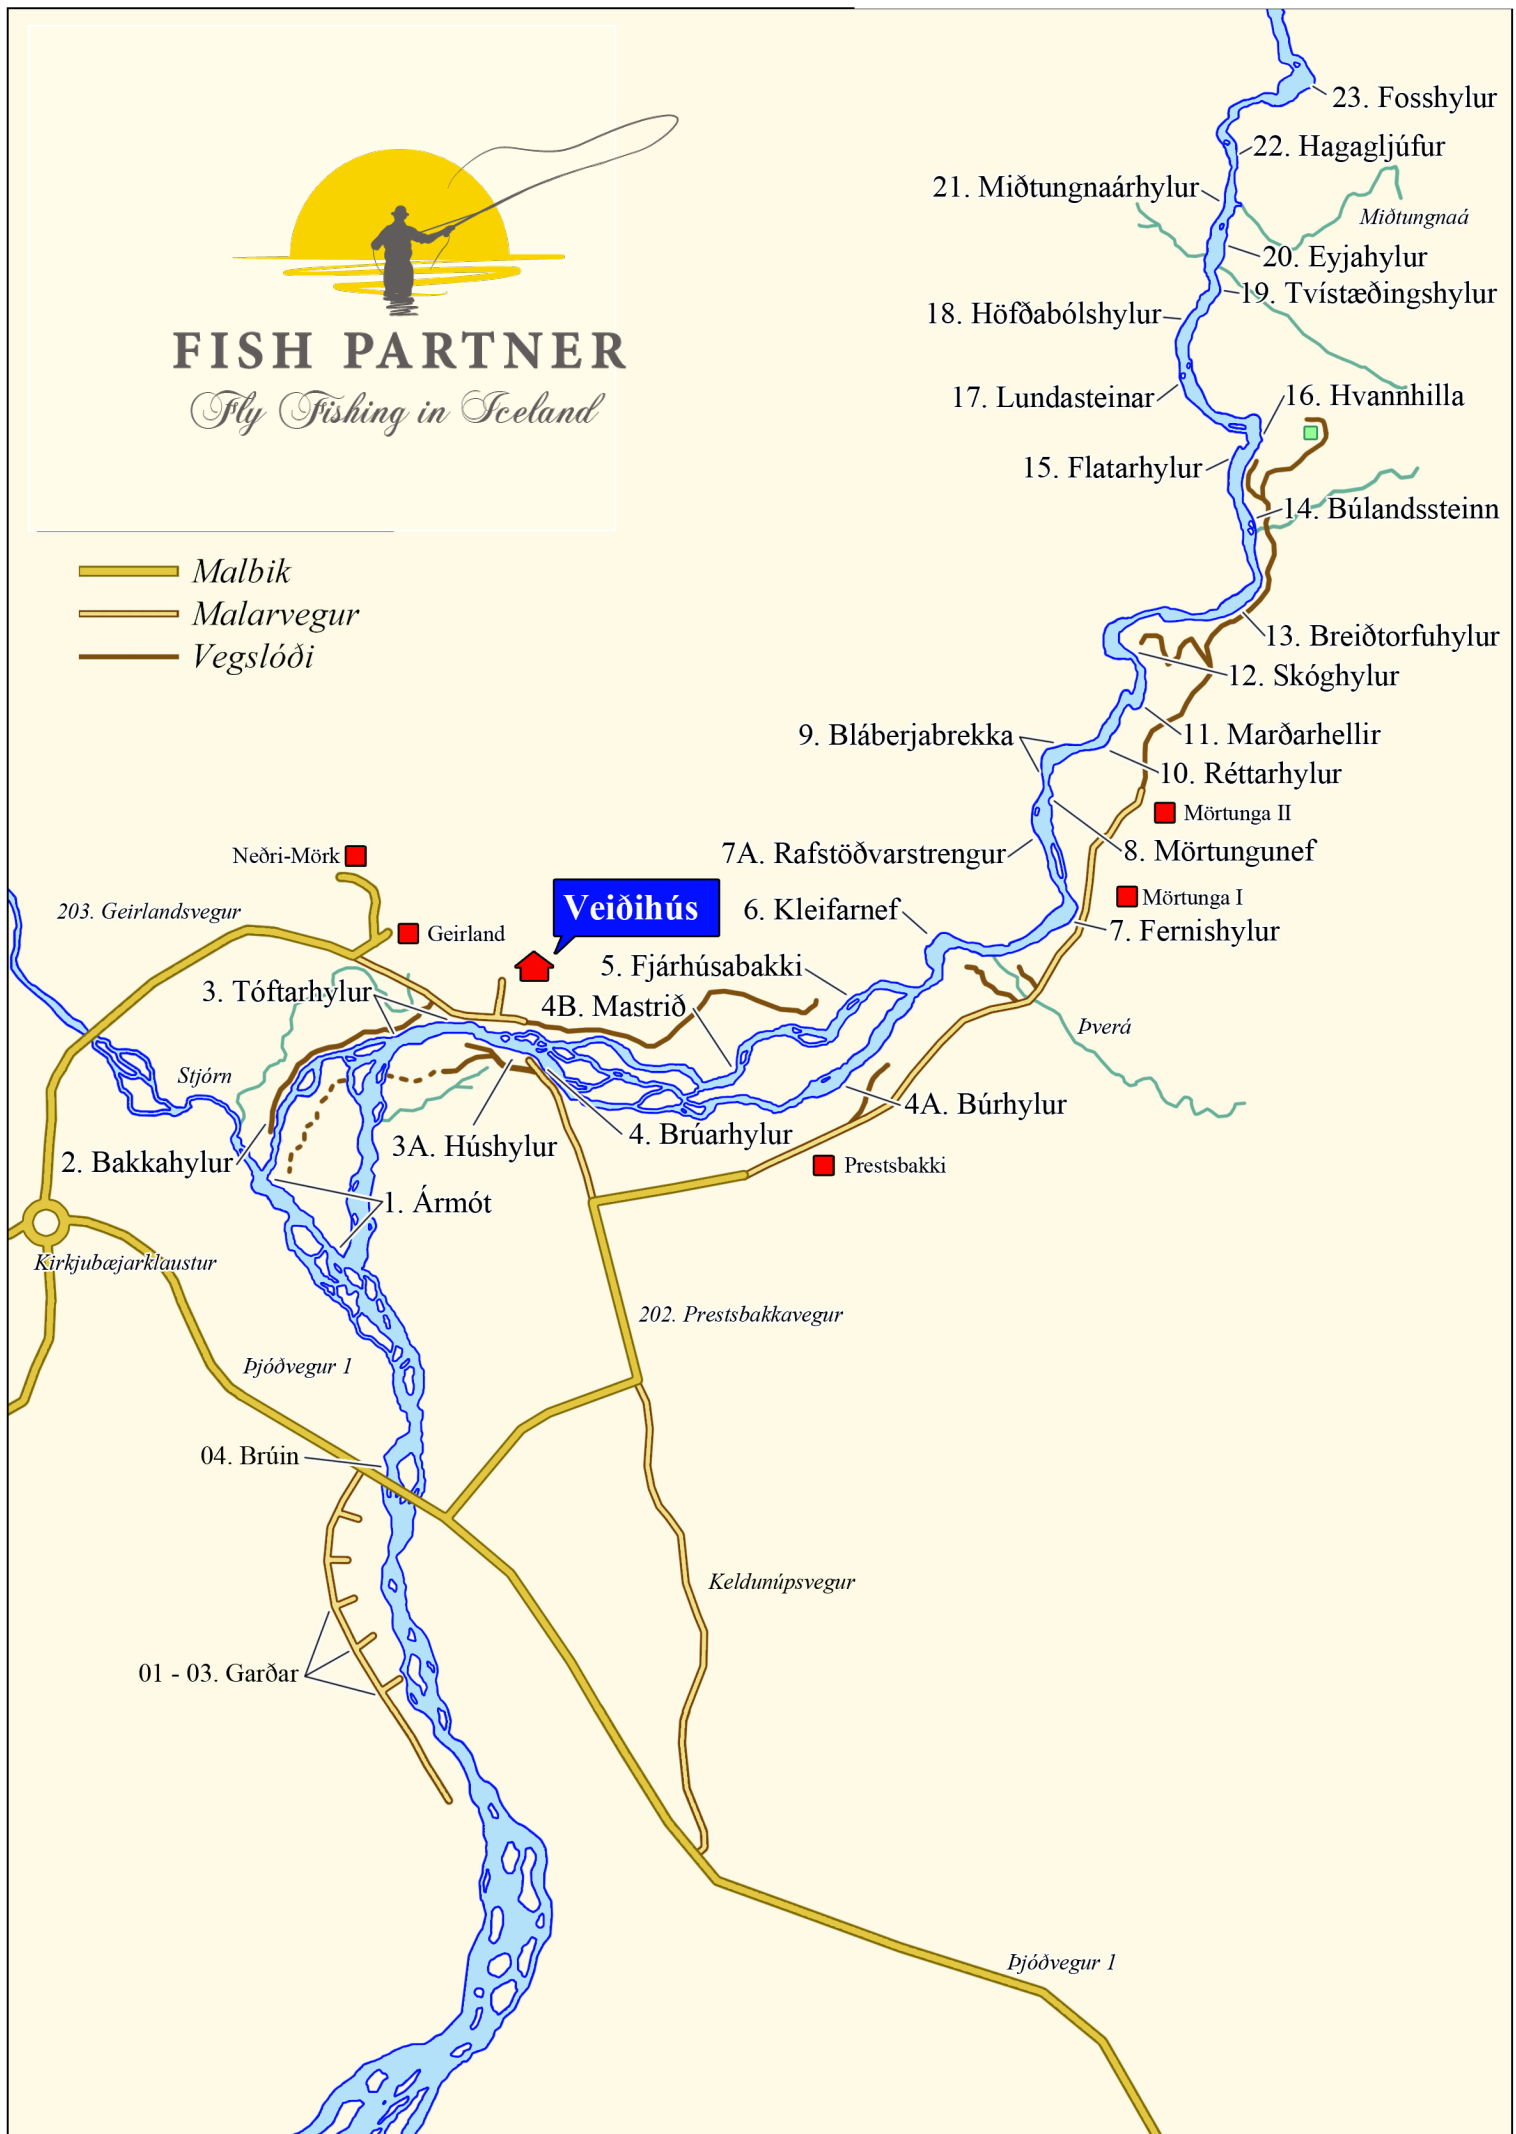 23. Fosshylur
22. Hagagljúfur
21. Miðtungnaárhylur
Miðtungnaá
20. Eyjahylur
19. Tvístæðingshylur
18. Höfðabólshylur
FISH PARTNER
Fly Fishing in Iceland
17. Lundasteinar
16. Hvannhilla
15. Flatarhylur
14. Búlandssteinn
Malbik
Malarvegur
Vegslóði
13. Breiðtorfuhylur
12. Skóghylur
9. Bláberjabrekka
11. Marðarhellir
10. Réttarhylur
Mörtunga II
7A. Rafstöðvarstrengur
8. Mörtungunef
Neðri-Mörk
Mörtunga I
203. Geirlandsvegur
Veiðihús
6. Kleifarnef
7. Fernishylur
Geirland
5. Fjárhúsabakki
3. Tóftarhylur
4B. Mastrið
Þverá
Stjórn
4A. Búrhylur
4. Brúarhylur
3A. Húshylur
2. Bakkahylur
Prestsbakki
1. Ármót
Kirkjubæjarklaustur
202. Prestsbakkavegur
Þjóðvegur 1
04. Brúin
Keldunúpsvegur
01 - 03. Garðar
Þjóðvegur 1